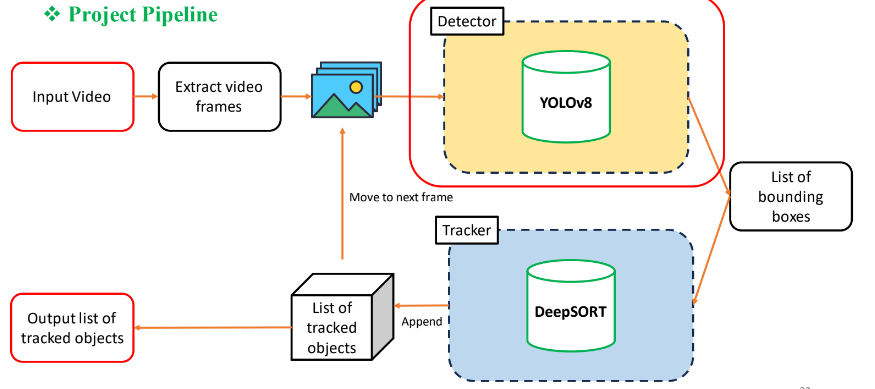 ❖ Project Pipeline
Detector
Input Video
Extract video
frames
YOLOv8
List of
bounding
boxes
Move to next frame
Tracker
DeepSORT
Append
List of
tracked
objects
Output list of
tracked objects